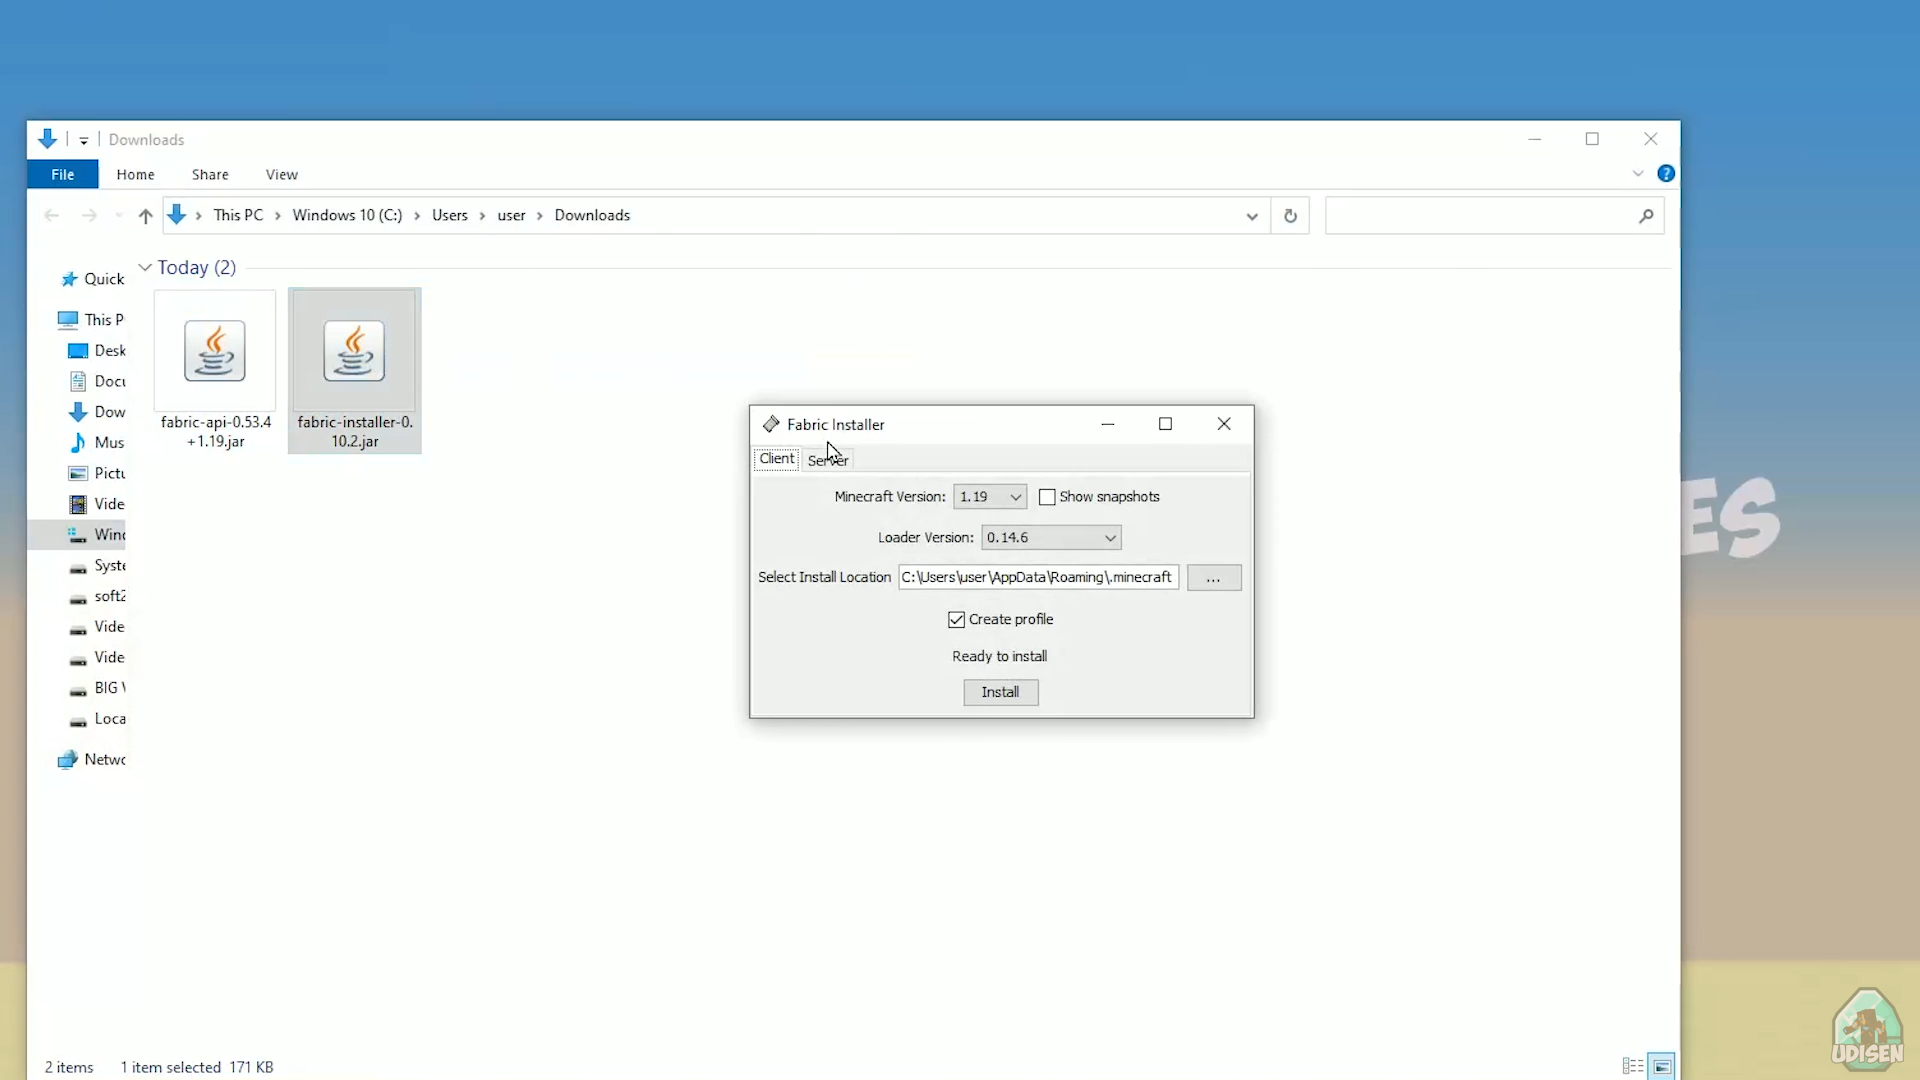 Downloads
File Home Share View
This PC Windows 10 (C:) Users user Downloads
Quick
This P
Desk
Docu
Dow
Mus
Pictu
Vide
Wind
Syste
soft2
Vide
Vide
BIG V
Loca
Netwo
Today (2)
fabric-api-0.53.4
+1.19.jar
fabric-installer-0.
10.2.jar
Fabric Installer
Client Server
Minecraft Version: 1.19 Show snapshots
Loader Version: 0.14.6
Select Install Location C:\Users\user\AppData\Roaming\.minecraft ...
Create profile
Ready to install
Install
ES
2 items 1 item selected 171 KB
UDISEN